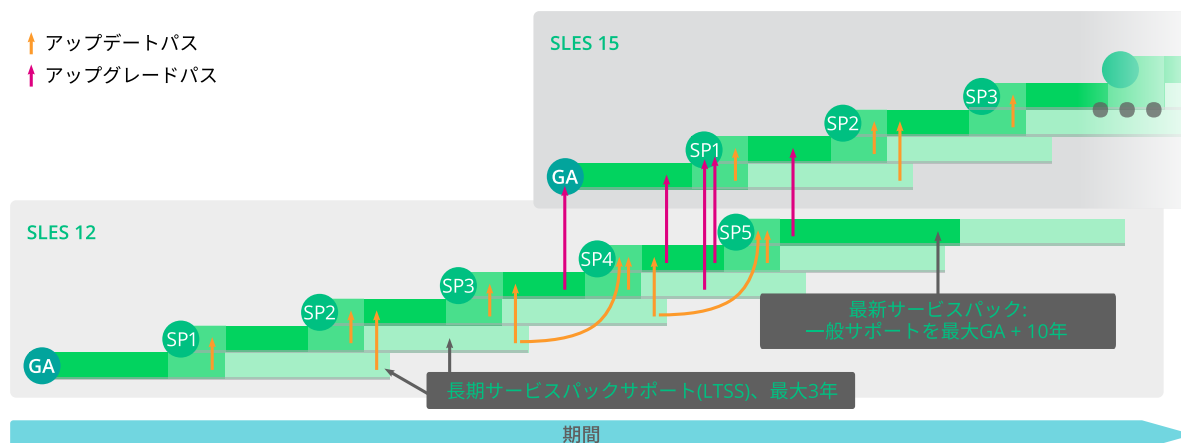 アップデートパス
アップグレードパス
SLES 15
SP3
SP2
SP1
GA
SLES 12
SP5
SP4
SP3
SP2
SP1
GA
最新サービスパック:
一般サポートを最大GA + 10年
長期サービスパックサポート(LTSS)、最大3年
期間